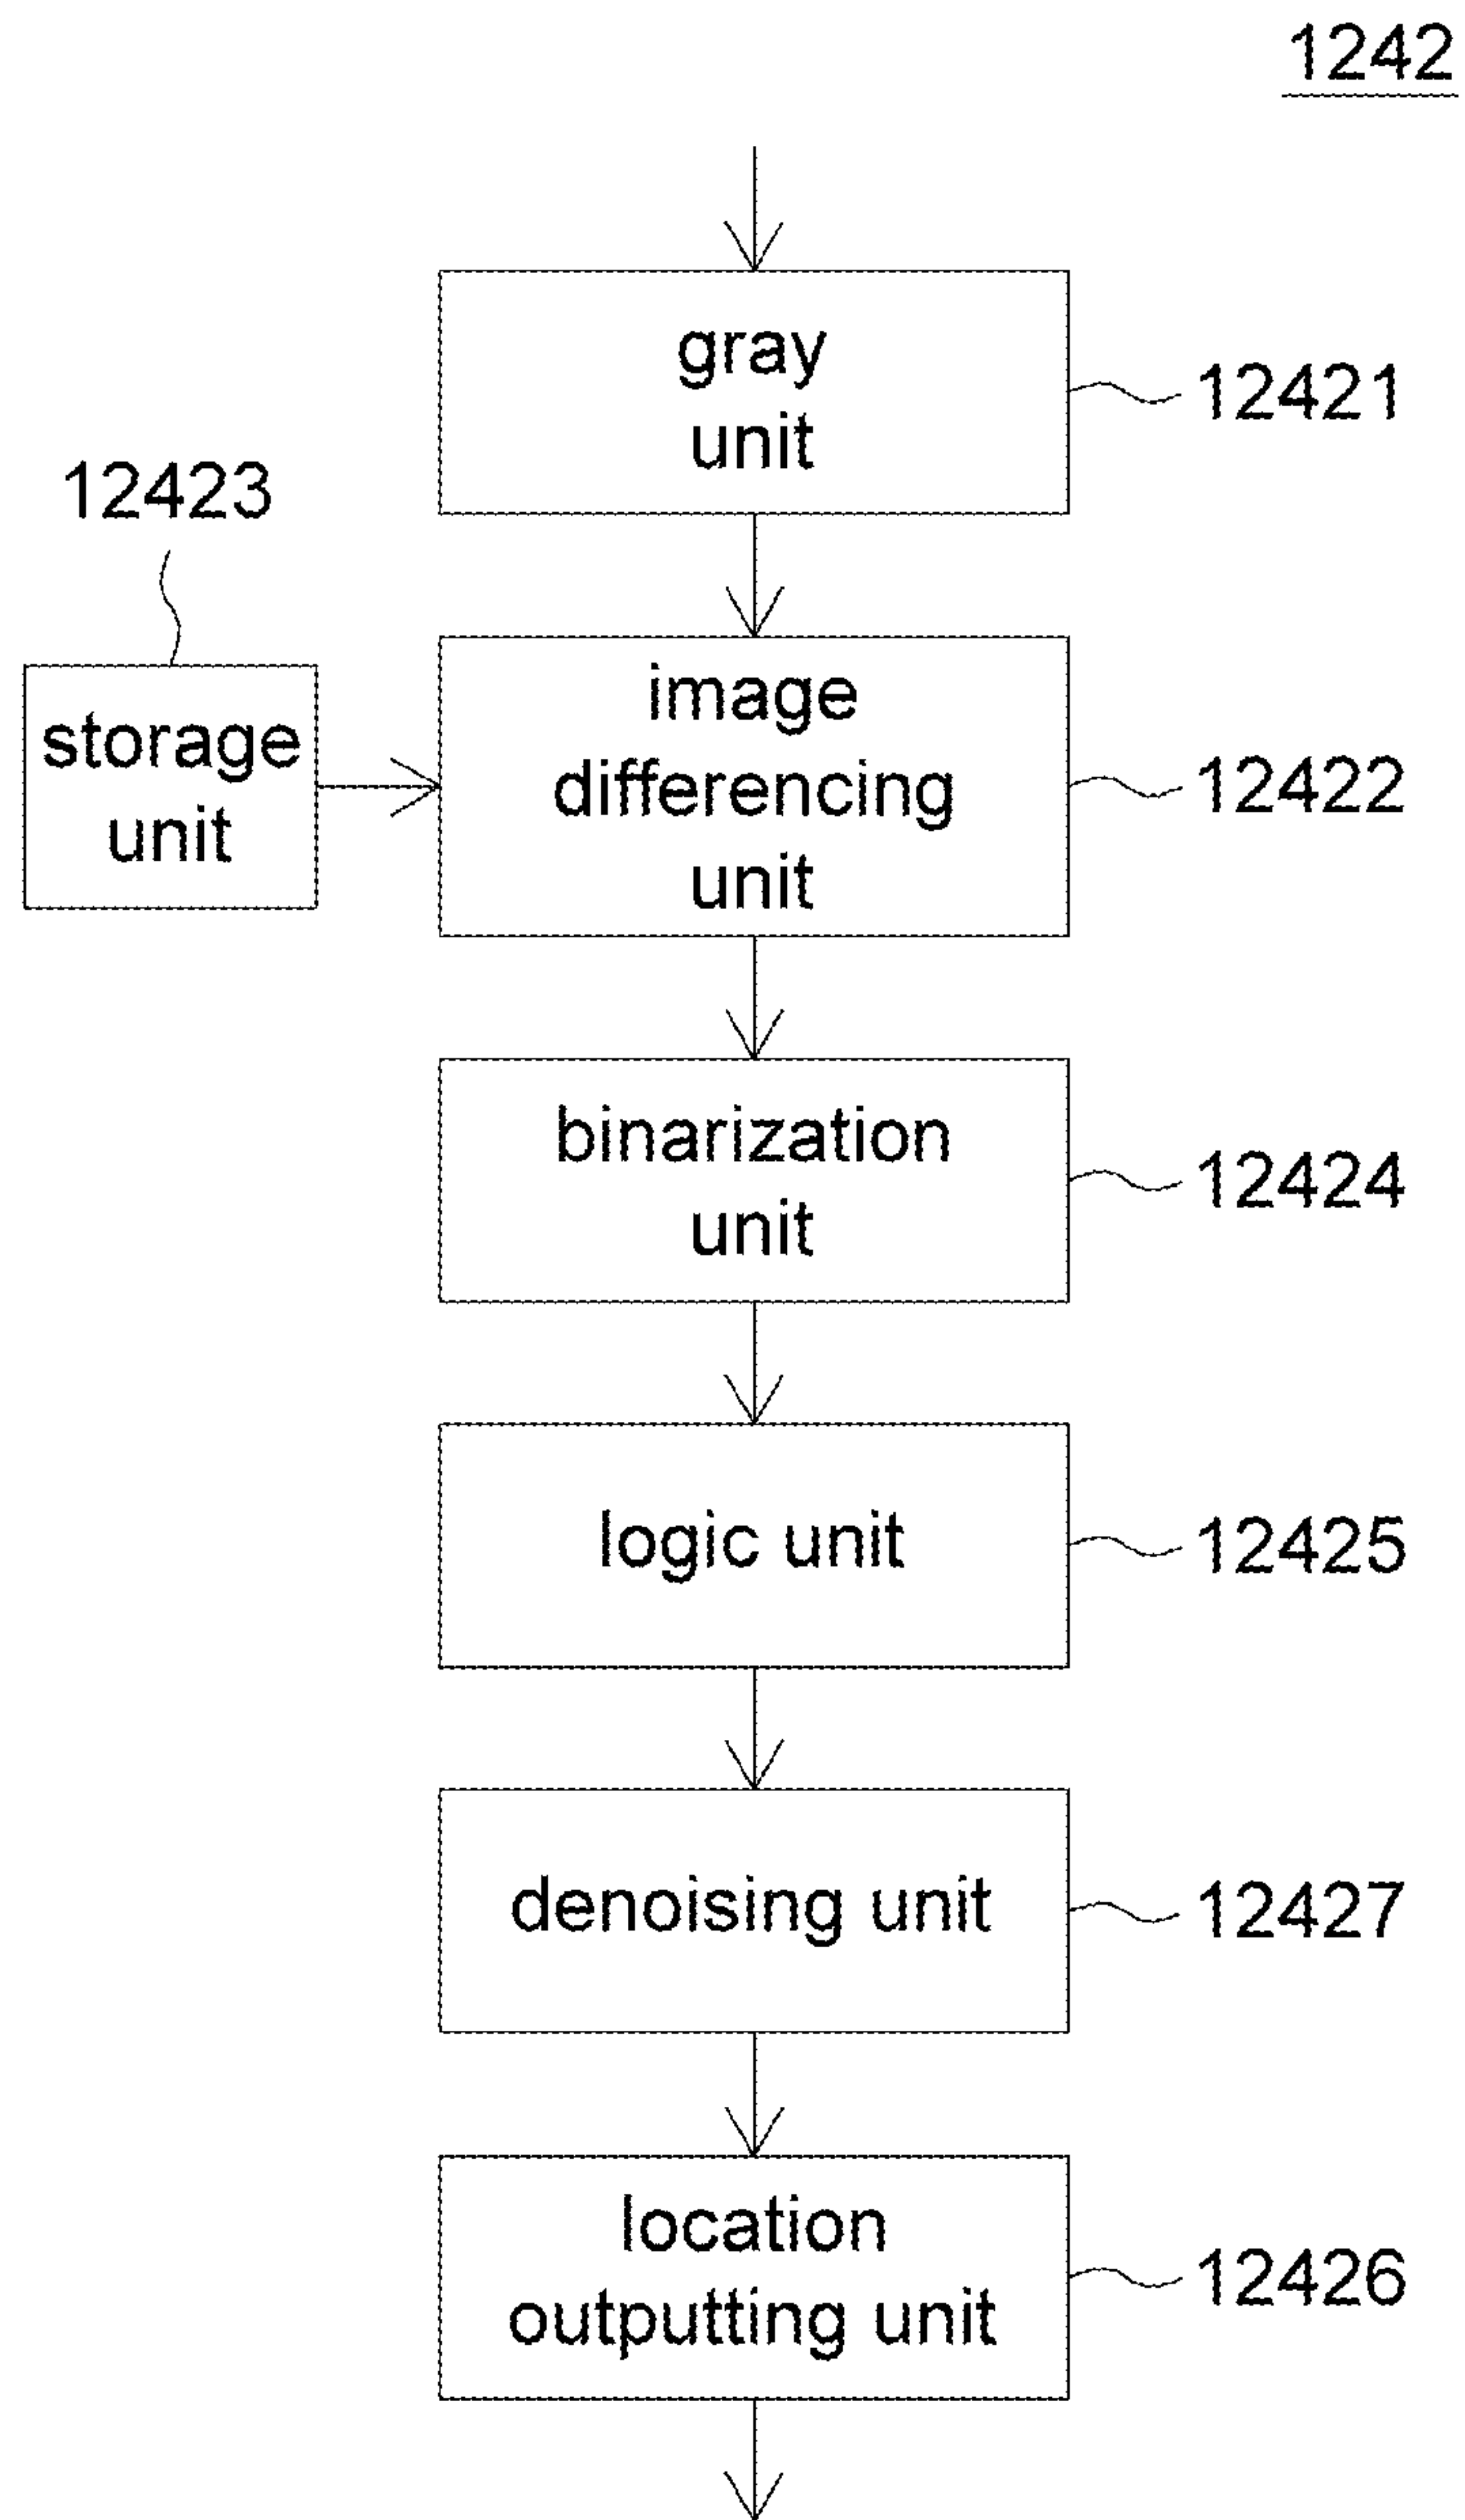 1242
gray
unit
12421
12423
storage
unit
image
differencing
unit
12422
binarization
unit
12424
logic unit
12425
denoising unit
12427
location
outputting unit
12426